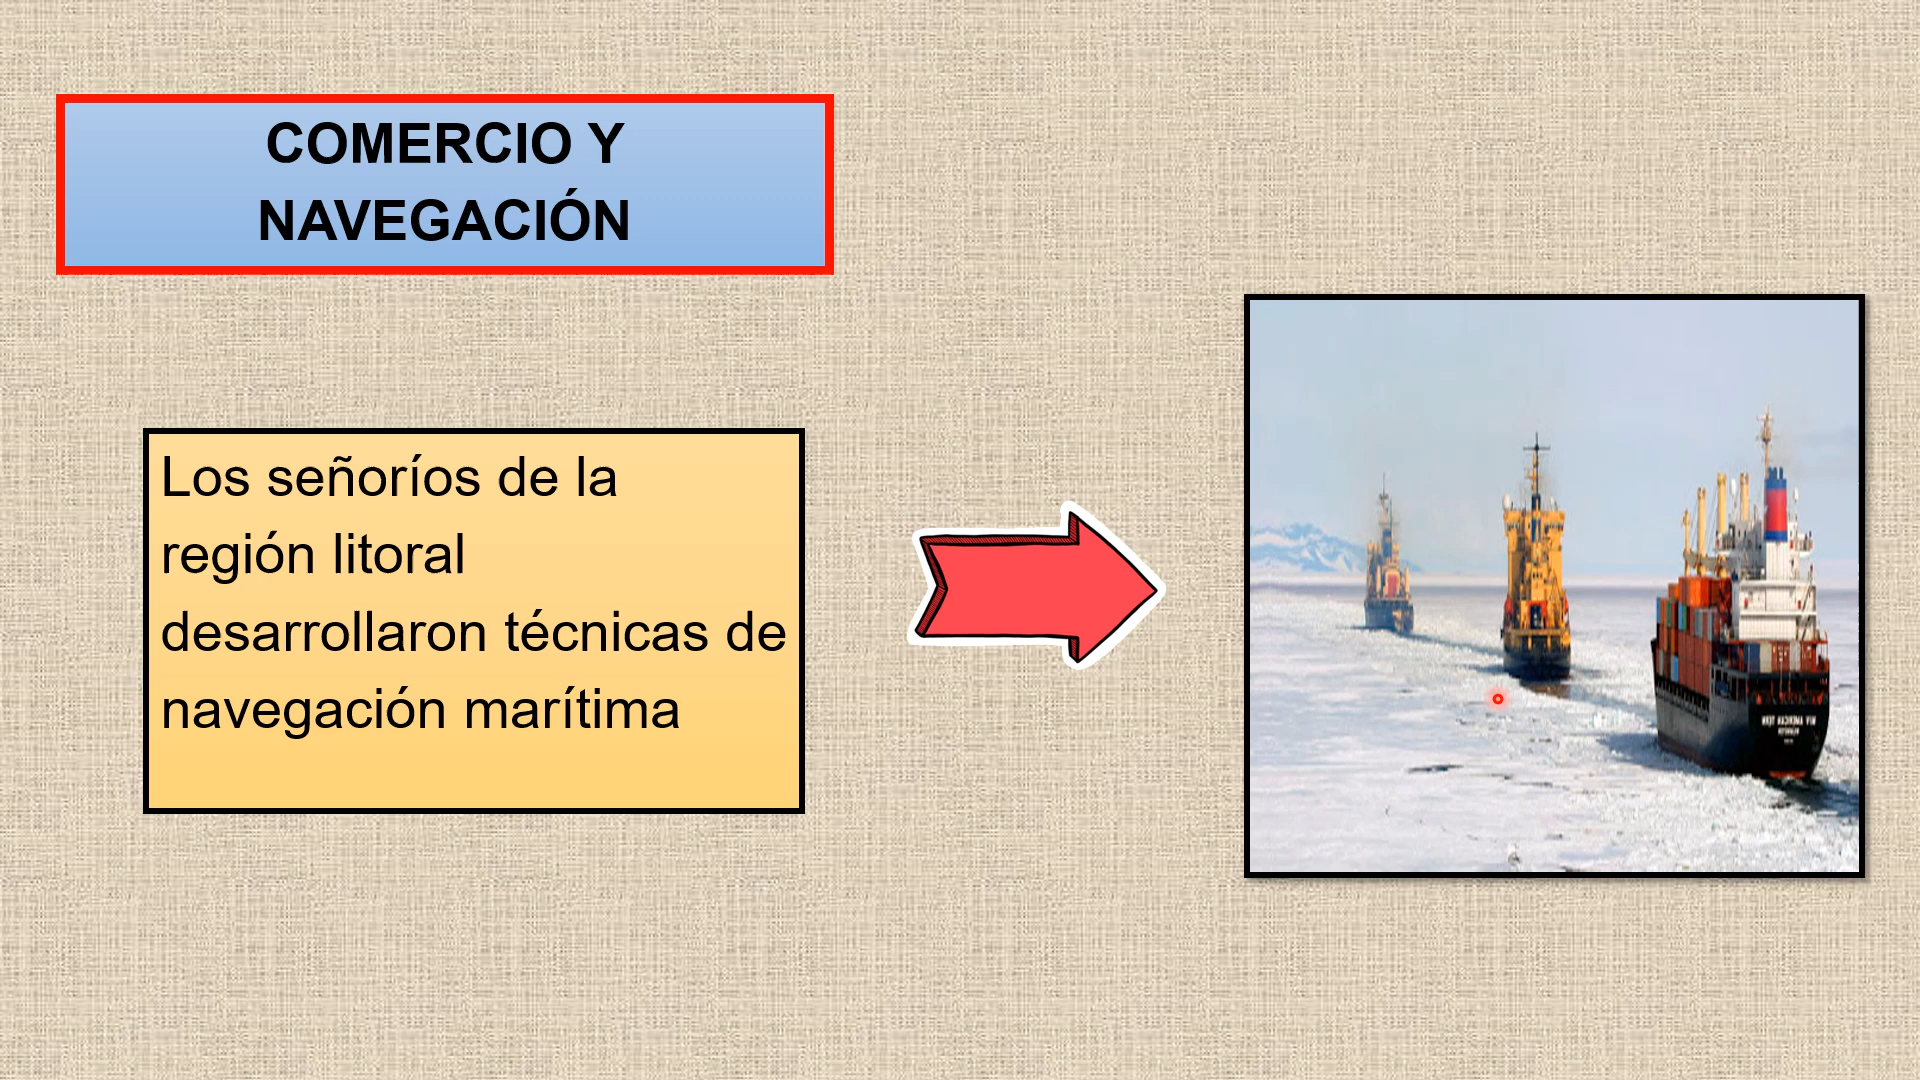 COMERCIO Y
NAVEGACIÓN
Los señoríos de la
región litoral
desarrollaron técnicas de
navegación marítima